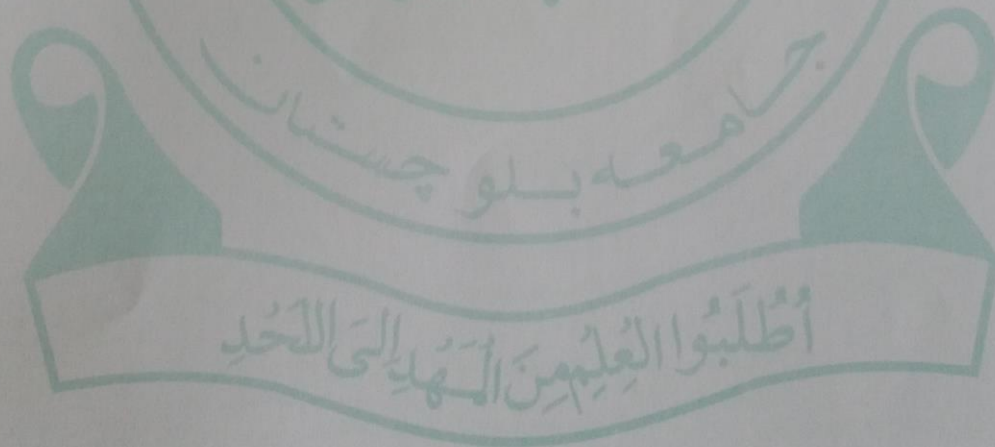 جامعہ بلوچستان
اُطْلُبُوا الْعِلْمَ مِنَ الْمَهْدِ إِلَى اللَّحْدِ